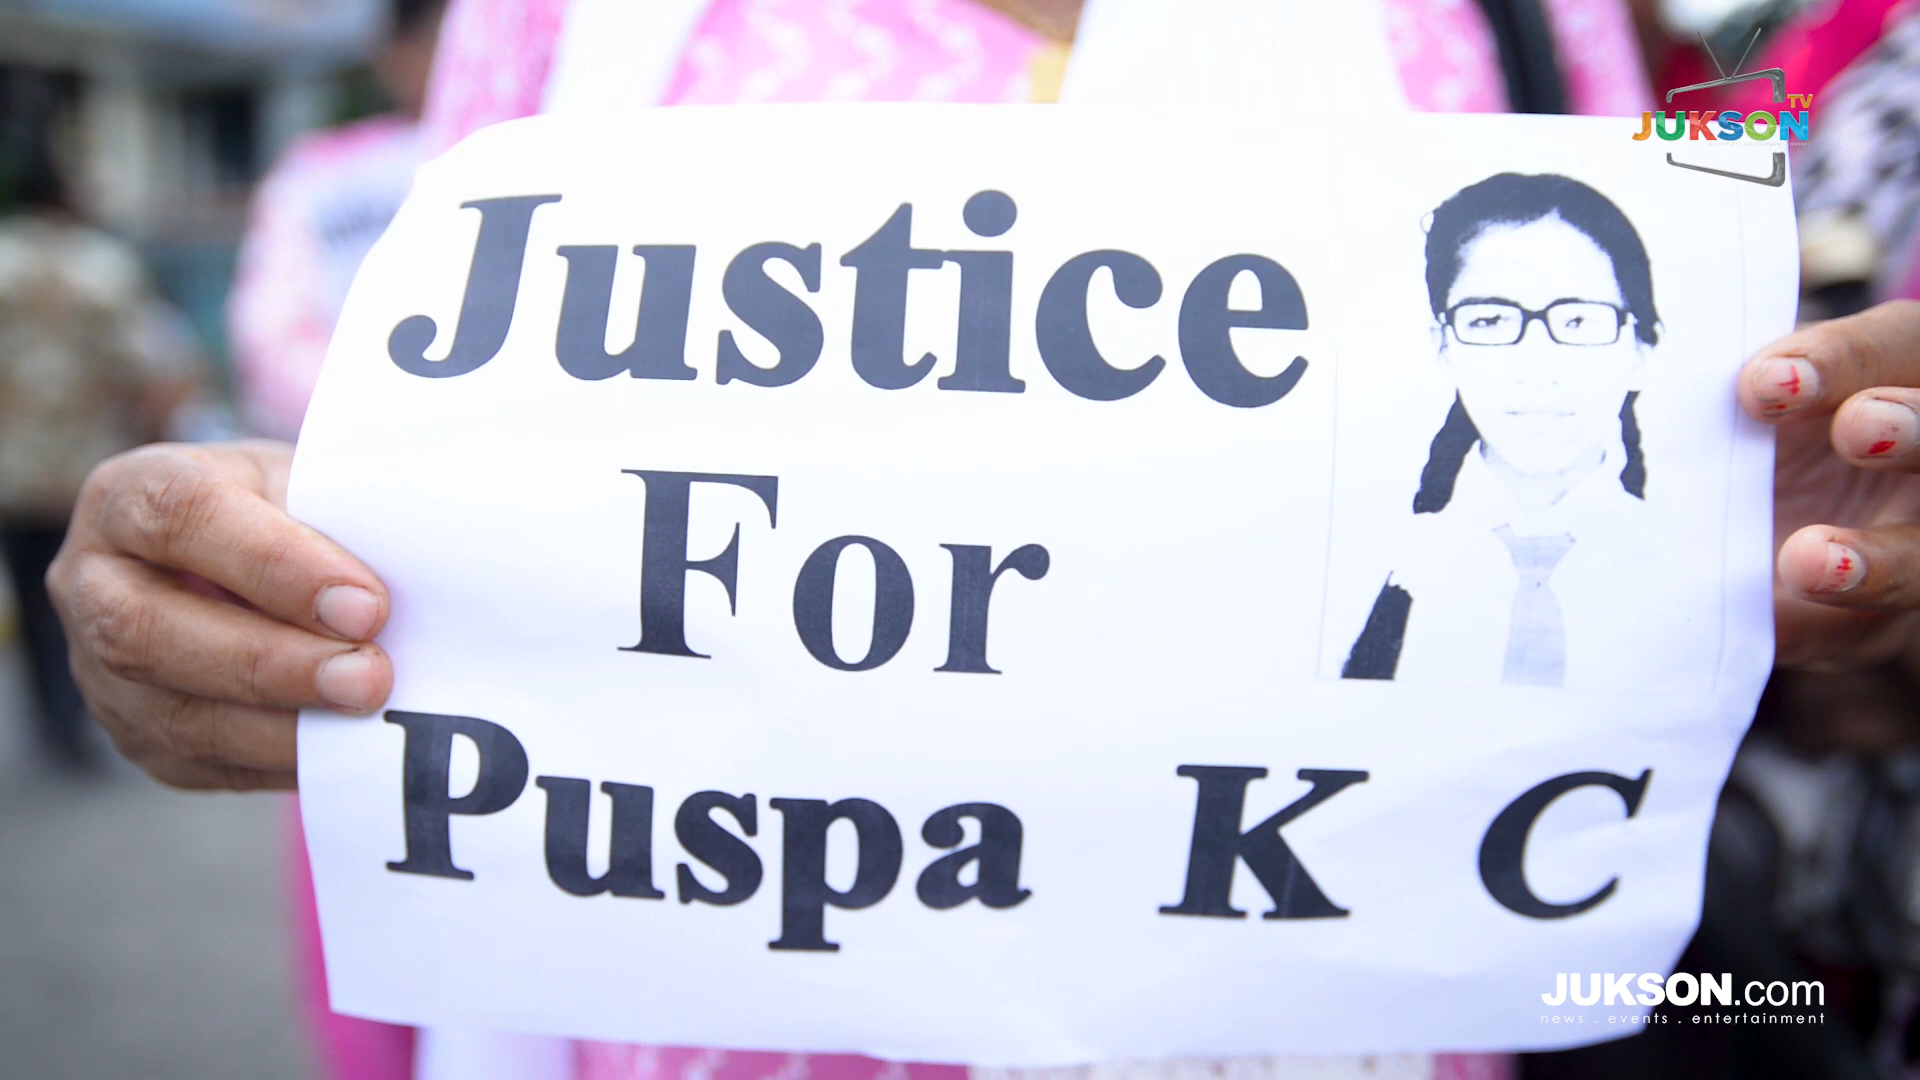 TV
JUKSON
Justice
For
Puspa K C
JUKSON.com
news . events . entertainment